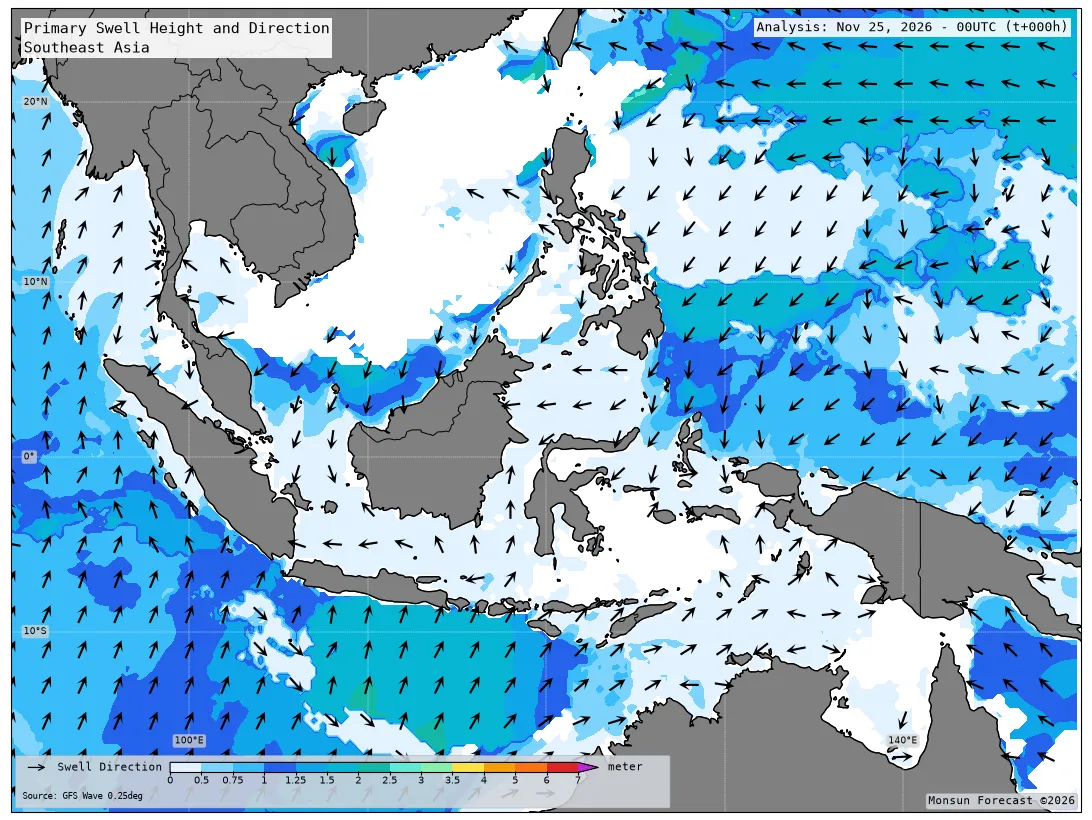 Primary Swell Height and Direction
Southeast Asia
Analysis: Nov 25, 2026 - 00UTC (t+000h)
20°N
10°N
0°
10°S
100°E
140°E
Swell Direction
meter
0 0.5 0.75 1 1.25 1.5 2 2.5 3 3.5 4 5 6 7
Source: GFS Wave 0.25deg
Monsun Forecast ©2026